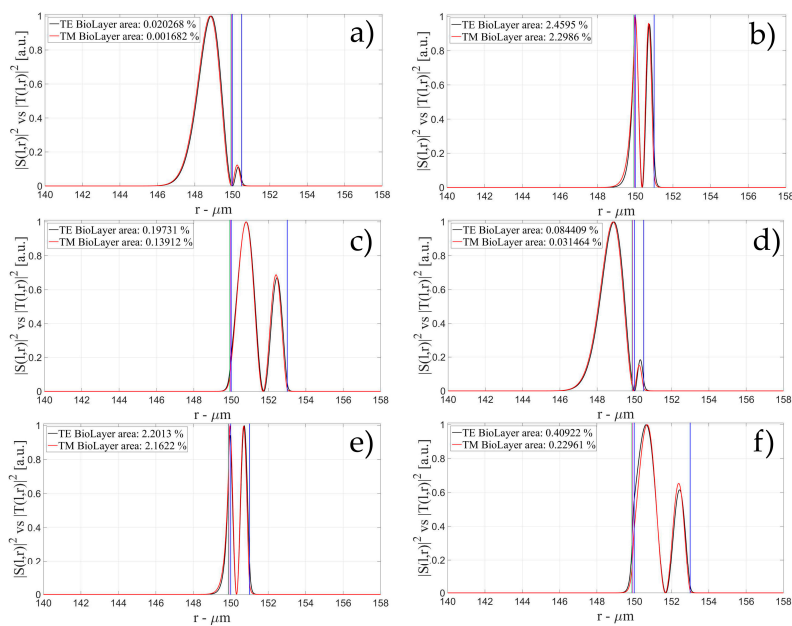 TE BioLayer area: 0.020268 %
TM BioLayer area: 0.001682 %
a)
|S(l,r)|² vs |T(l,r)|² [a.u.]
1
0.8
0.6
0.4
0.2
0
140 142 144 146 148 150 152 154 156 158
r - μm
TE BioLayer area: 2.4595 %
TM BioLayer area: 2.2986 %
b)
|S(l,r)|² vs |T(l,r)|² [a.u.]
1
0.8
0.6
0.4
0.2
0
140 142 144 146 148 150 152 154 156 158
r - μm
TE BioLayer area: 0.19731 %
TM BioLayer area: 0.13912 %
c)
|S(l,r)|² vs |T(l,r)|² [a.u.]
1
0.8
0.6
0.4
0.2
0
140 142 144 146 148 150 152 154 156 158
r - μm
TE BioLayer area: 0.084409 %
TM BioLayer area: 0.031464 %
d)
|S(l,r)|² vs |T(l,r)|² [a.u.]
1
0.8
0.6
0.4
0.2
0
140 142 144 146 148 150 152 154 156 158
r - μm
TE BioLayer area: 2.2013 %
TM BioLayer area: 2.1622 %
e)
|S(l,r)|² vs |T(l,r)|² [a.u.]
1
0.8
0.6
0.4
0.2
0
140 142 144 146 148 150 152 154 156 158
r - μm
TE BioLayer area: 0.40922 %
TM BioLayer area: 0.22961 %
f)
|S(l,r)|² vs |T(l,r)|² [a.u.]
1
0.8
0.6
0.4
0.2
0
140 142 144 146 148 150 152 154 156 158
r - μm